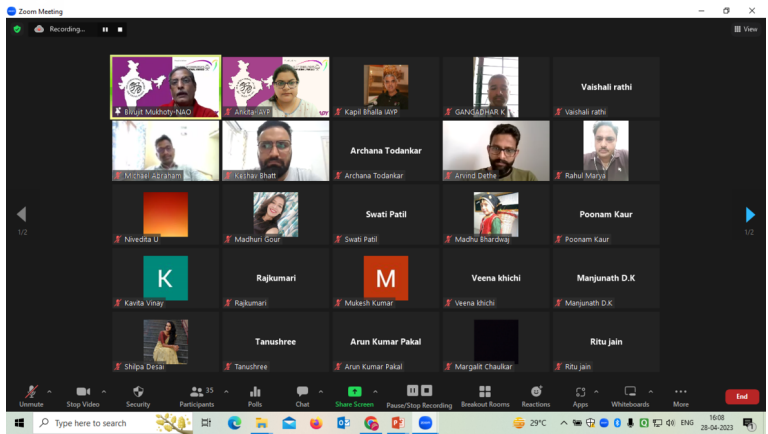 Zoom Meeting
Recording...
View
Birujit Mukhoty-NAO
Ankita-IAYP
Kapil Bhalla IAYP
GANGADHAR K.
Vaishali rathi
Vaishali rathi
Michael Abraham
Keshav Bhatt
Archana Todankar
Archana Todankar
Arvind Dethe
Rahul Marya
1/2
1/2
Nivedita U
Madhuri Gour
Swati Patil
Swati Patil
Madhu Bhardwaj
Poonam Kaur
Poonam Kaur
K
Kavita Vinay
Rajkumari
Rajkumari
M
Mukesh Kumar
Veena khichi
Veena khichi
Manjunath D.K
Manjunath D.K
Shilpa Desai
Tanushree
Tanushree
Arun Kumar Pakal
Arun Kumar Pakal
Margalit Chaulkar
Ritu jain
Ritu jain
Unmute
Stop Video
Security
35
Participants
Polls
Chat
Share Screen
Pause/Stop Recording
Breakout Rooms
Reactions
Apps
Whiteboards
More
End
Type here to search
29°C
ENG
16:08
28-04-2023